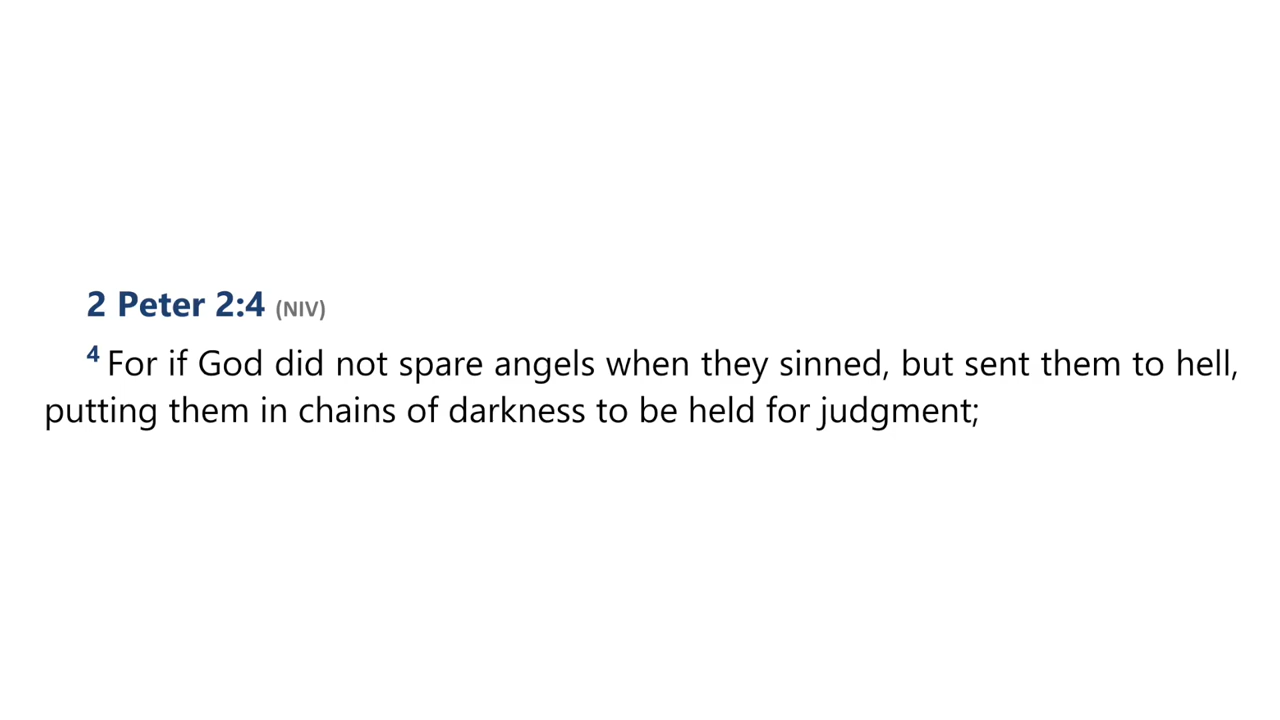 2 Peter 2:4 (NIV)
4 For if God did not spare angels when they sinned, but sent them to hell,
putting them in chains of darkness to be held for judgment;